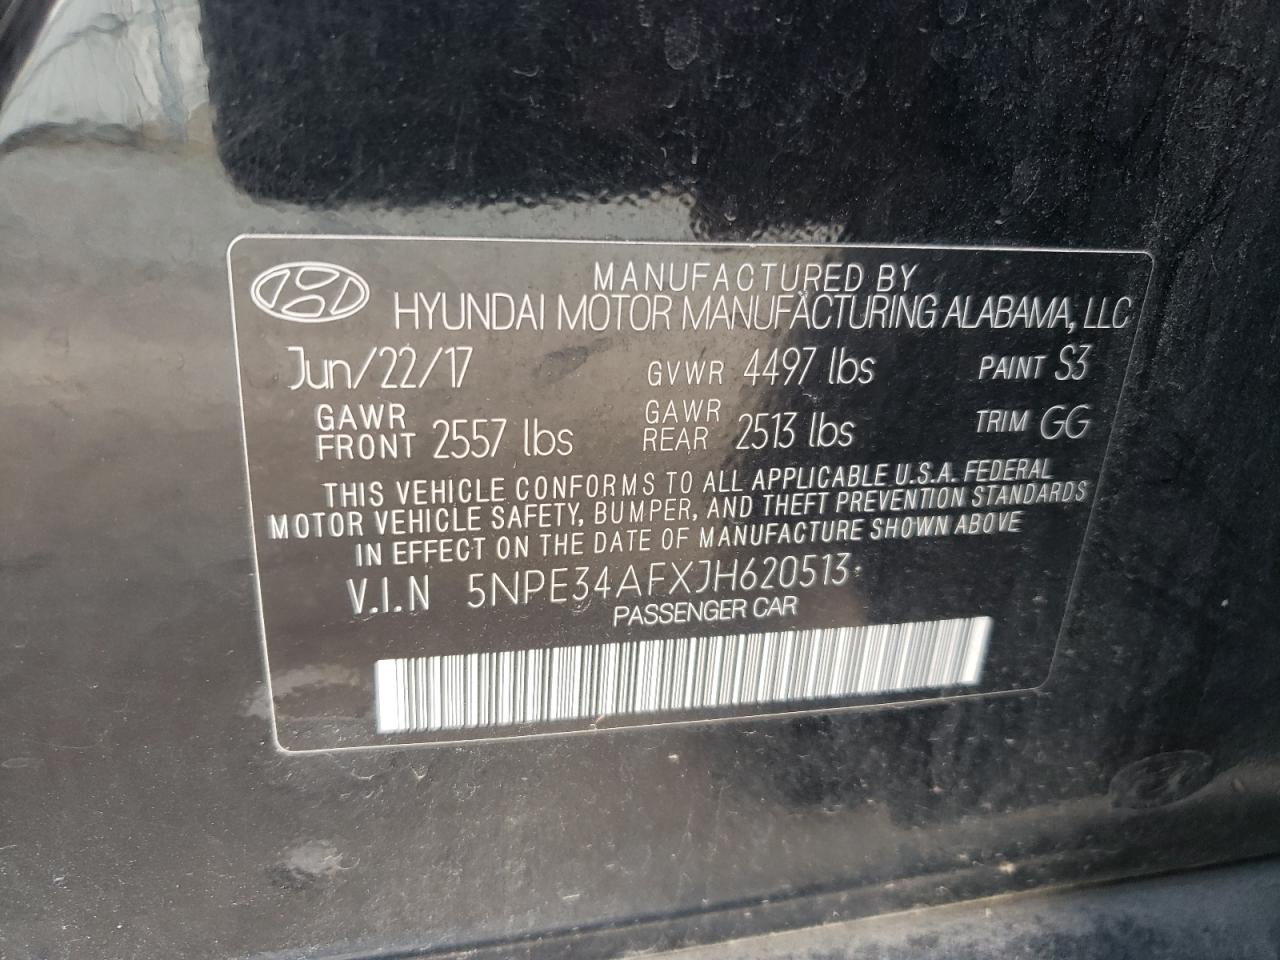 MANUFACTURED BY
HYUNDAI MOTOR MANUFACTURING ALABAMA, LLC
Jun/22/17 GVWR 4497 lbs PAINT S3
GAWR FRONT 2557 lbs GAWR REAR 2513 lbs TRIM GG
THIS VEHICLE CONFORMS TO ALL APPLICABLE U.S.A. FEDERAL
MOTOR VEHICLE SAFETY, BUMPER, AND THEFT PREVENTION STANDARDS
IN EFFECT ON THE DATE OF MANUFACTURE SHOWN ABOVE
V.I.N 5NPE34AFXJH620513
PASSENGER CAR